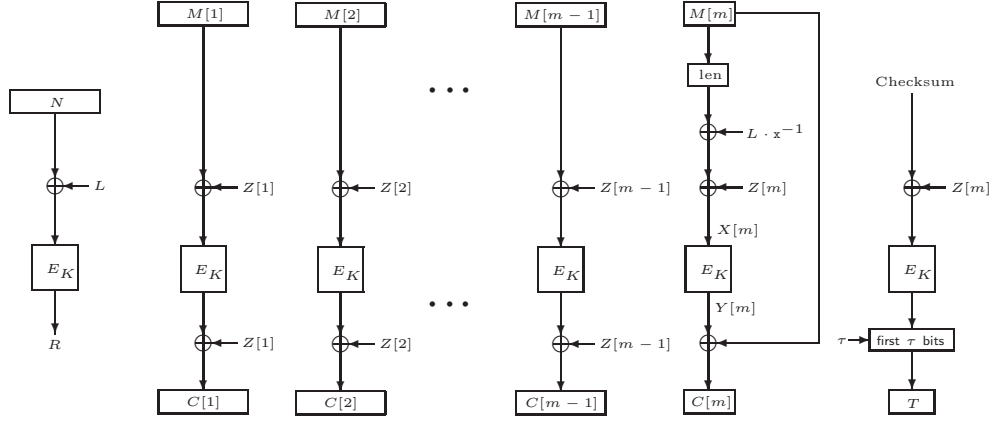 M[1] M[2] M[m − 1] M[m]
len
Checksum
N
• • •
L · x⁻¹
L Z[1] Z[2] Z[m − 1] Z[m] Z[m]
X[m]
E_K E_K E_K E_K E_K E_K
• • •
Y[m]
R Z[1] Z[2] Z[m − 1] τ first τ bits
C[1] C[2] C[m − 1] C[m] T